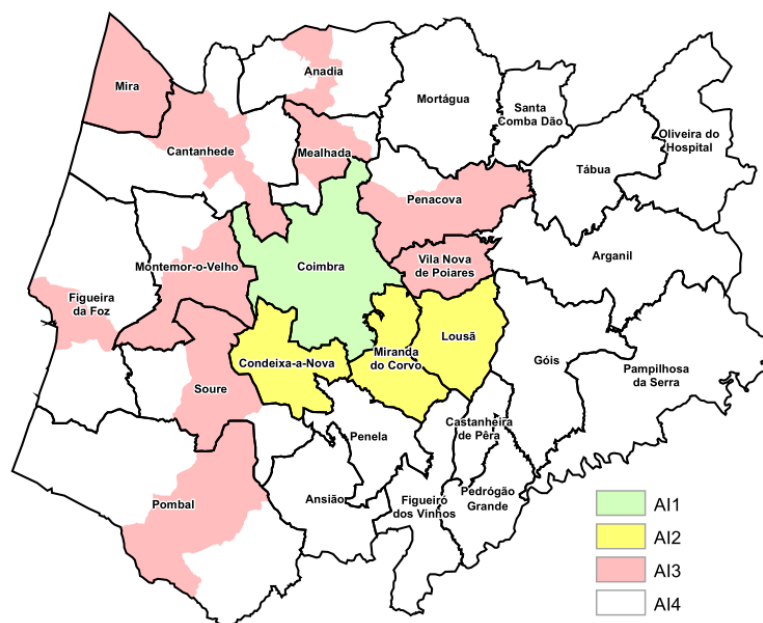 Anadia
Mira
Mortágua
Santa
Comba Dão
Oliveira do
Hospital
Cantanhede
Mealhada
Tábua
Penacova
Vila Nova
de Poiares
Arganil
Montemor-o-Velho
Coimbra
Figueira
da Foz
Lousã
Condeixa-a-Nova
Miranda
do Corvo
Góis
Pampilhosa
da Serra
Soure
Castanheira
de Pêra
Penela
Pombal
Ansião
Figueiró
dos Vinhos
Pedrógão
Grande
AI1
AI2
AI3
AI4